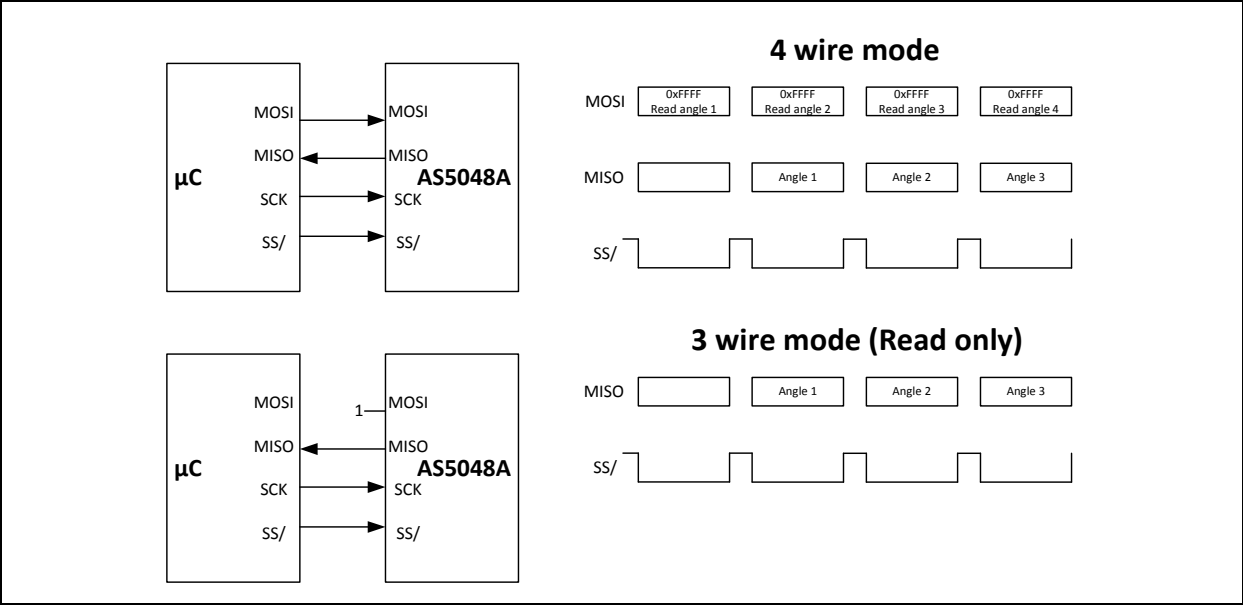 4 wire mode
MOSI
MISO
SCK
SS/
µC
MOSI
MISO
SCK
SS/
AS5048A
MOSI
0xFFFF
Read angle 1
0xFFFF
Read angle 2
0xFFFF
Read angle 3
0xFFFF
Read angle 4
MISO
Angle 1
Angle 2
Angle 3
SS/
3 wire mode (Read only)
MOSI
MISO
SCK
SS/
µC
1
MOSI
MISO
SCK
SS/
AS5048A
MISO
Angle 1
Angle 2
Angle 3
SS/